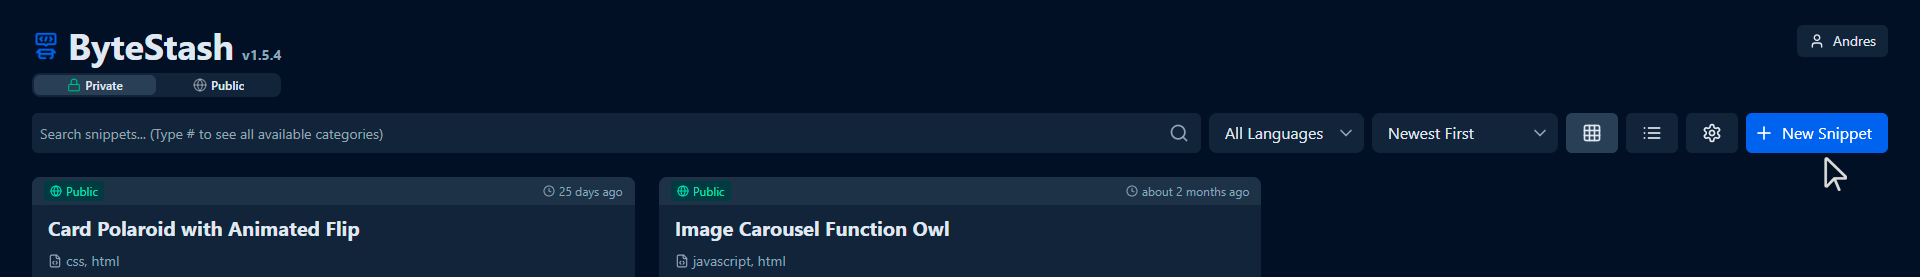 ByteStash v1.5.4
Andres
Private Public
Search snippets... (Type # to see all available categories)
All Languages
Newest First
New Snippet
Public 25 days ago
Card Polaroid with Animated Flip
css, html
Public about 2 months ago
Image Carousel Function Owl
javascript, html